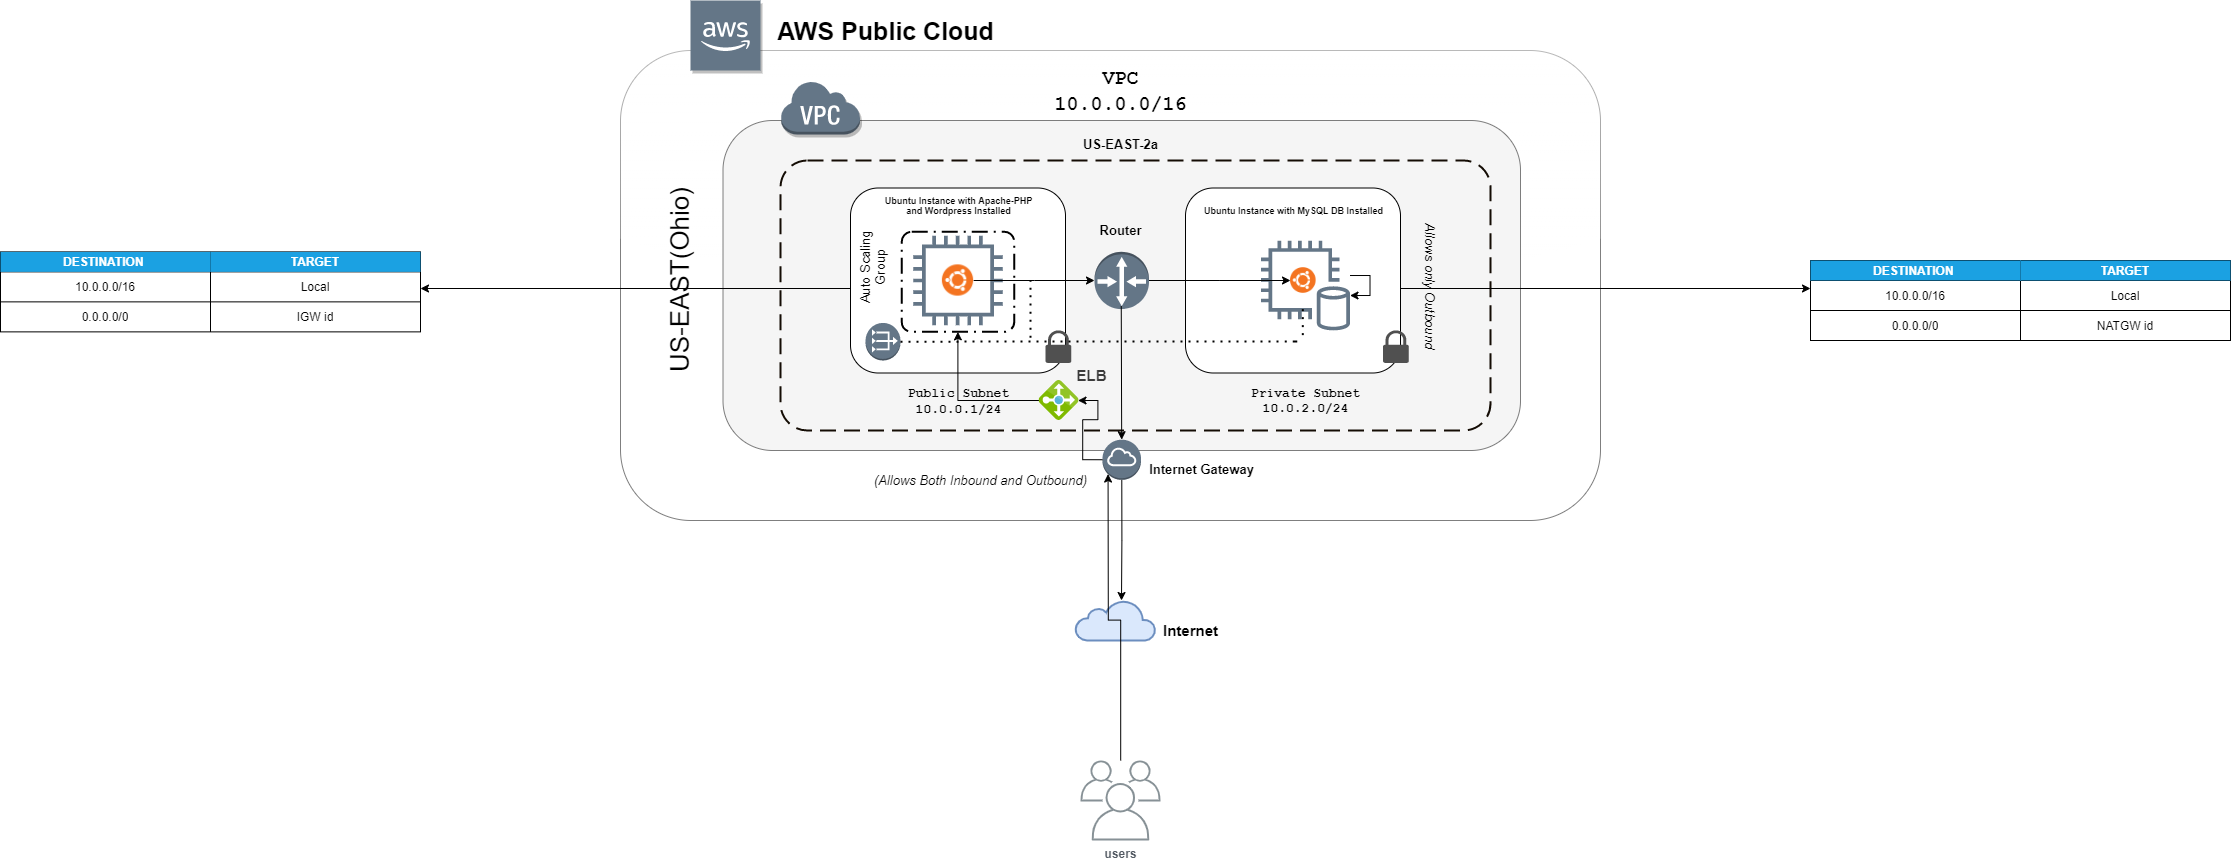 aws
AWS Public Cloud
VPC
10.0.0.0/16
VPC
US-EAST-2a
US-EAST(Ohio)
Ubuntu Instance with Apache-PHP
and Wordpress Installed
Auto Scaling
Group
Router
Ubuntu Instance with MySQL DB Installed
Allows only Outbound
DESTINATION TARGET
10.0.0.0/16 Local
0.0.0.0/0 IGW id
DESTINATION TARGET
10.0.0.0/16 Local
0.0.0.0/0 NATGW id
ELB
Public Subnet
10.0.0.1/24
Private Subnet
10.0.2.0/24
Internet Gateway
(Allows Both Inbound and Outbound)
Internet
users